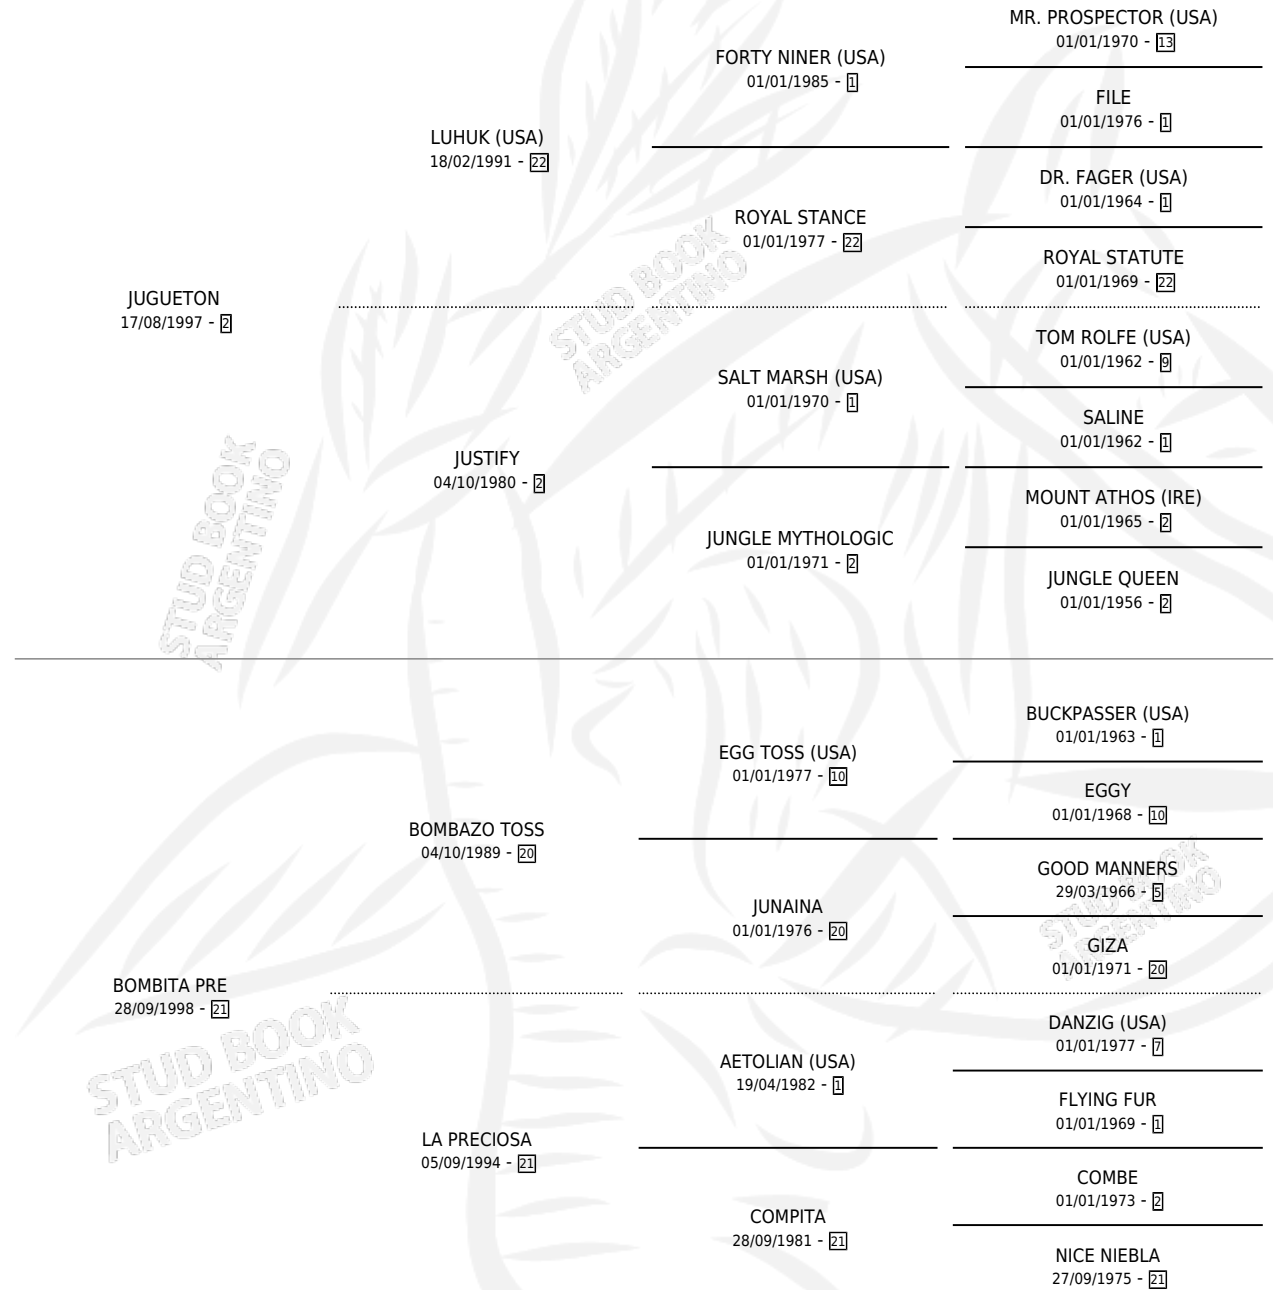 MR. PROSPECTOR (USA)
01/01/1970 - 13
FORTY NINER (USA)
01/01/1985 - 1
FILE
01/01/1976 - 1
LUHUK (USA)
18/02/1991 - 22
DR. FAGER (USA)
01/01/1964 - 1
ROYAL STANCE
01/01/1977 - 22
ROYAL STATUTE
01/01/1969 - 22
JUGUETON
17/08/1997 - 2
STUD BOOK
ARGENTINO
TOM ROLFE (USA)
01/01/1962 - 9
SALT MARSH (USA)
01/01/1970 - 1
SALINE
01/01/1962 - 1
JUSTIFY
04/10/1980 - 2
MOUNT ATHOS (IRE)
01/01/1965 - 2
JUNGLE MYTHOLOGIC
01/01/1971 - 2
JUNGLE QUEEN
01/01/1956 - 2
STUD BOOK
ARGENTINO
BUCKPASSER (USA)
01/01/1963 - 1
EGG TOSS (USA)
01/01/1977 - 10
EGGY
01/01/1968 - 10
BOMBAZO TOSS
04/10/1989 - 20
GOOD MANNERS
29/03/1966 - 5
JUNAINA
01/01/1976 - 20
STUD BOOK
ARGENTINO
GIZA
01/01/1971 - 20
BOMBITA PRE
28/09/1998 - 21
STUD BOOK
ARGENTINO
DANZIG (USA)
01/01/1977 - 7
AETOLIAN (USA)
19/04/1982 - 1
FLYING FUR
01/01/1969 - 1
LA PRECIOSA
05/09/1994 - 21
COMBE
01/01/1973 - 2
COMPITA
28/09/1981 - 21
NICE NIEBLA
27/09/1975 - 21